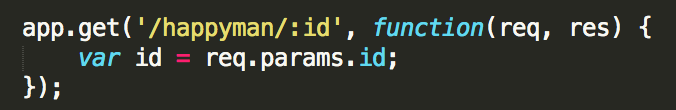 app.get('/happyman/:id', function(req, res) {
    var id = req.params.id;
});